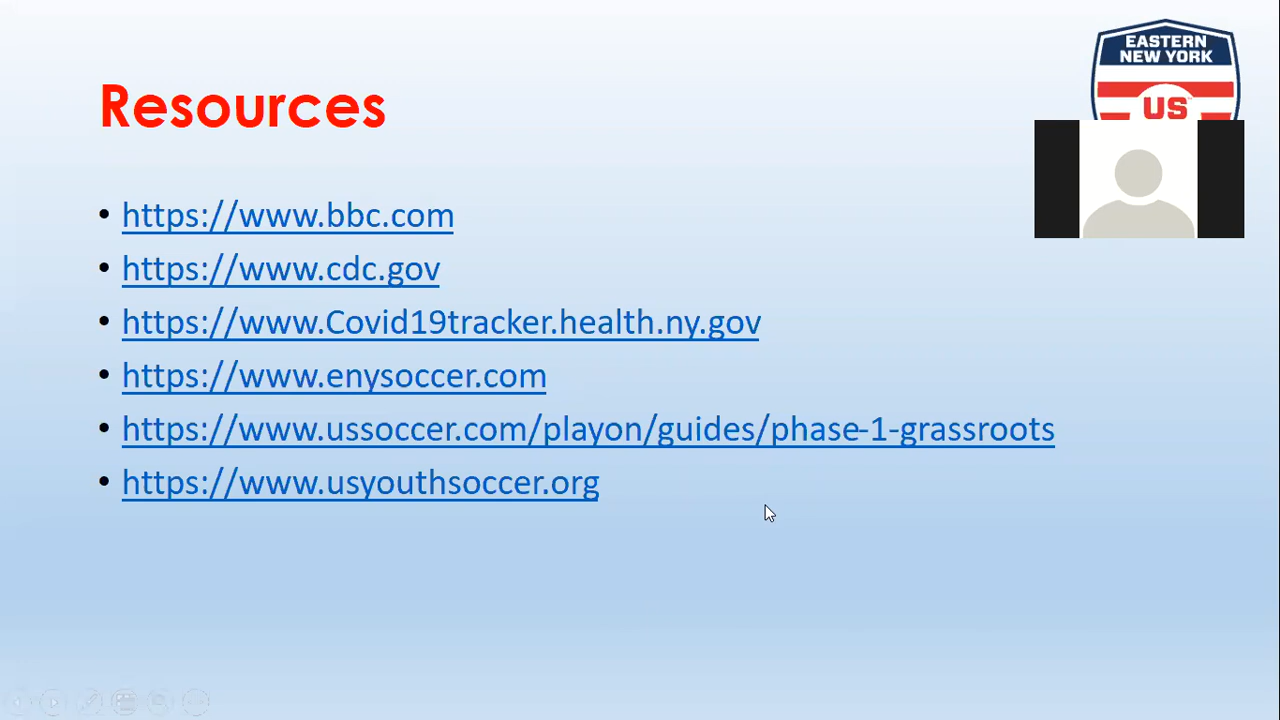 EASTERN
NEW YORK
US
Resources
• https://www.bbc.com
• https://www.cdc.gov
• https://www.Covid19tracker.health.ny.gov
• https://www.enysoccer.com
• https://www.ussoccer.com/playon/guides/phase-1-grassroots
• https://www.usyouthsoccer.org